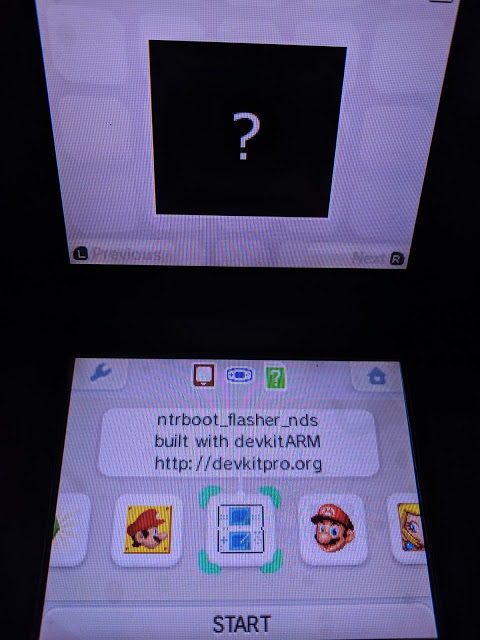 ?
L Previous
Next R
?
ntrboot_flasher_nds
built with devkitARM
http://devkitpro.org
START